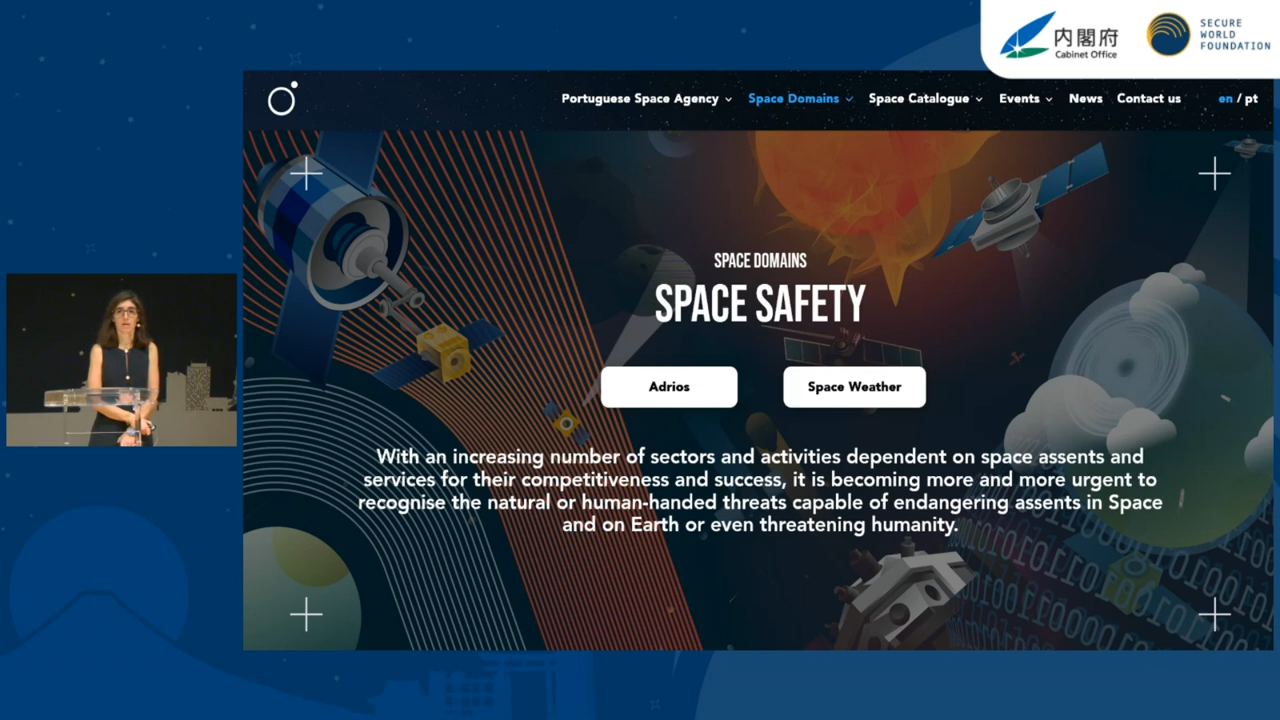 内閣府
Cabinet Office
SECURE
WORLD
FOUNDATION
Portuguese Space Agency Space Domains Space Catalogue Events News Contact us en / pt
SPACE DOMAINS
SPACE SAFETY
Adrios Space Weather
With an increasing number of sectors and activities dependent on space assents and
services for their competitiveness and success, it is becoming more and more urgent to
recognise the natural or human-handed threats capable of endangering assents in Space
and on Earth or even threatening humanity.